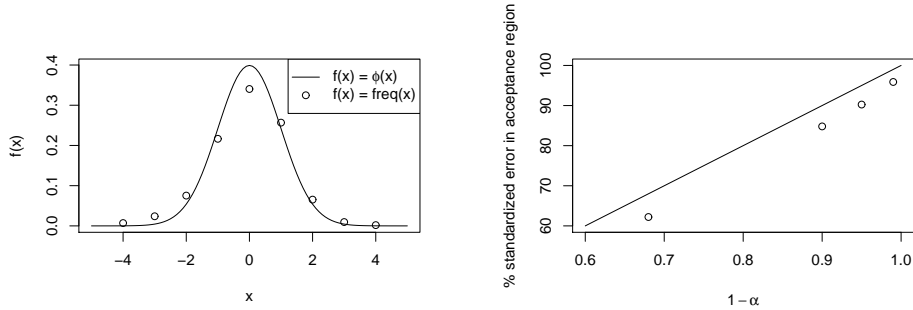 f(x)
0.0 0.1 0.2 0.3 0.4
f(x) = ϕ(x)
f(x) = freq(x)
−4 −2 0 2 4
x
% standardized error in acceptance region
60 70 80 90 100
0.6 0.7 0.8 0.9 1.0
1 − α